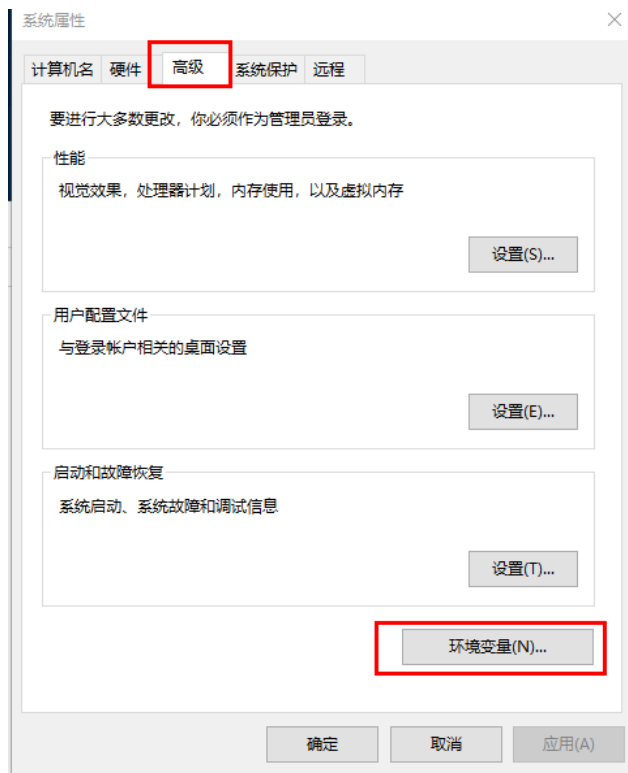 系统属性
计算机名 硬件 高级 系统保护 远程
要进行大多数更改，你必须作为管理员登录。
性能
视觉效果，处理器计划，内存使用，以及虚拟内存
设置(S)...
用户配置文件
与登录帐户相关的桌面设置
设置(E)...
启动和故障恢复
系统启动、系统故障和调试信息
设置(T)...
环境变量(N)...
确定 取消 应用(A)